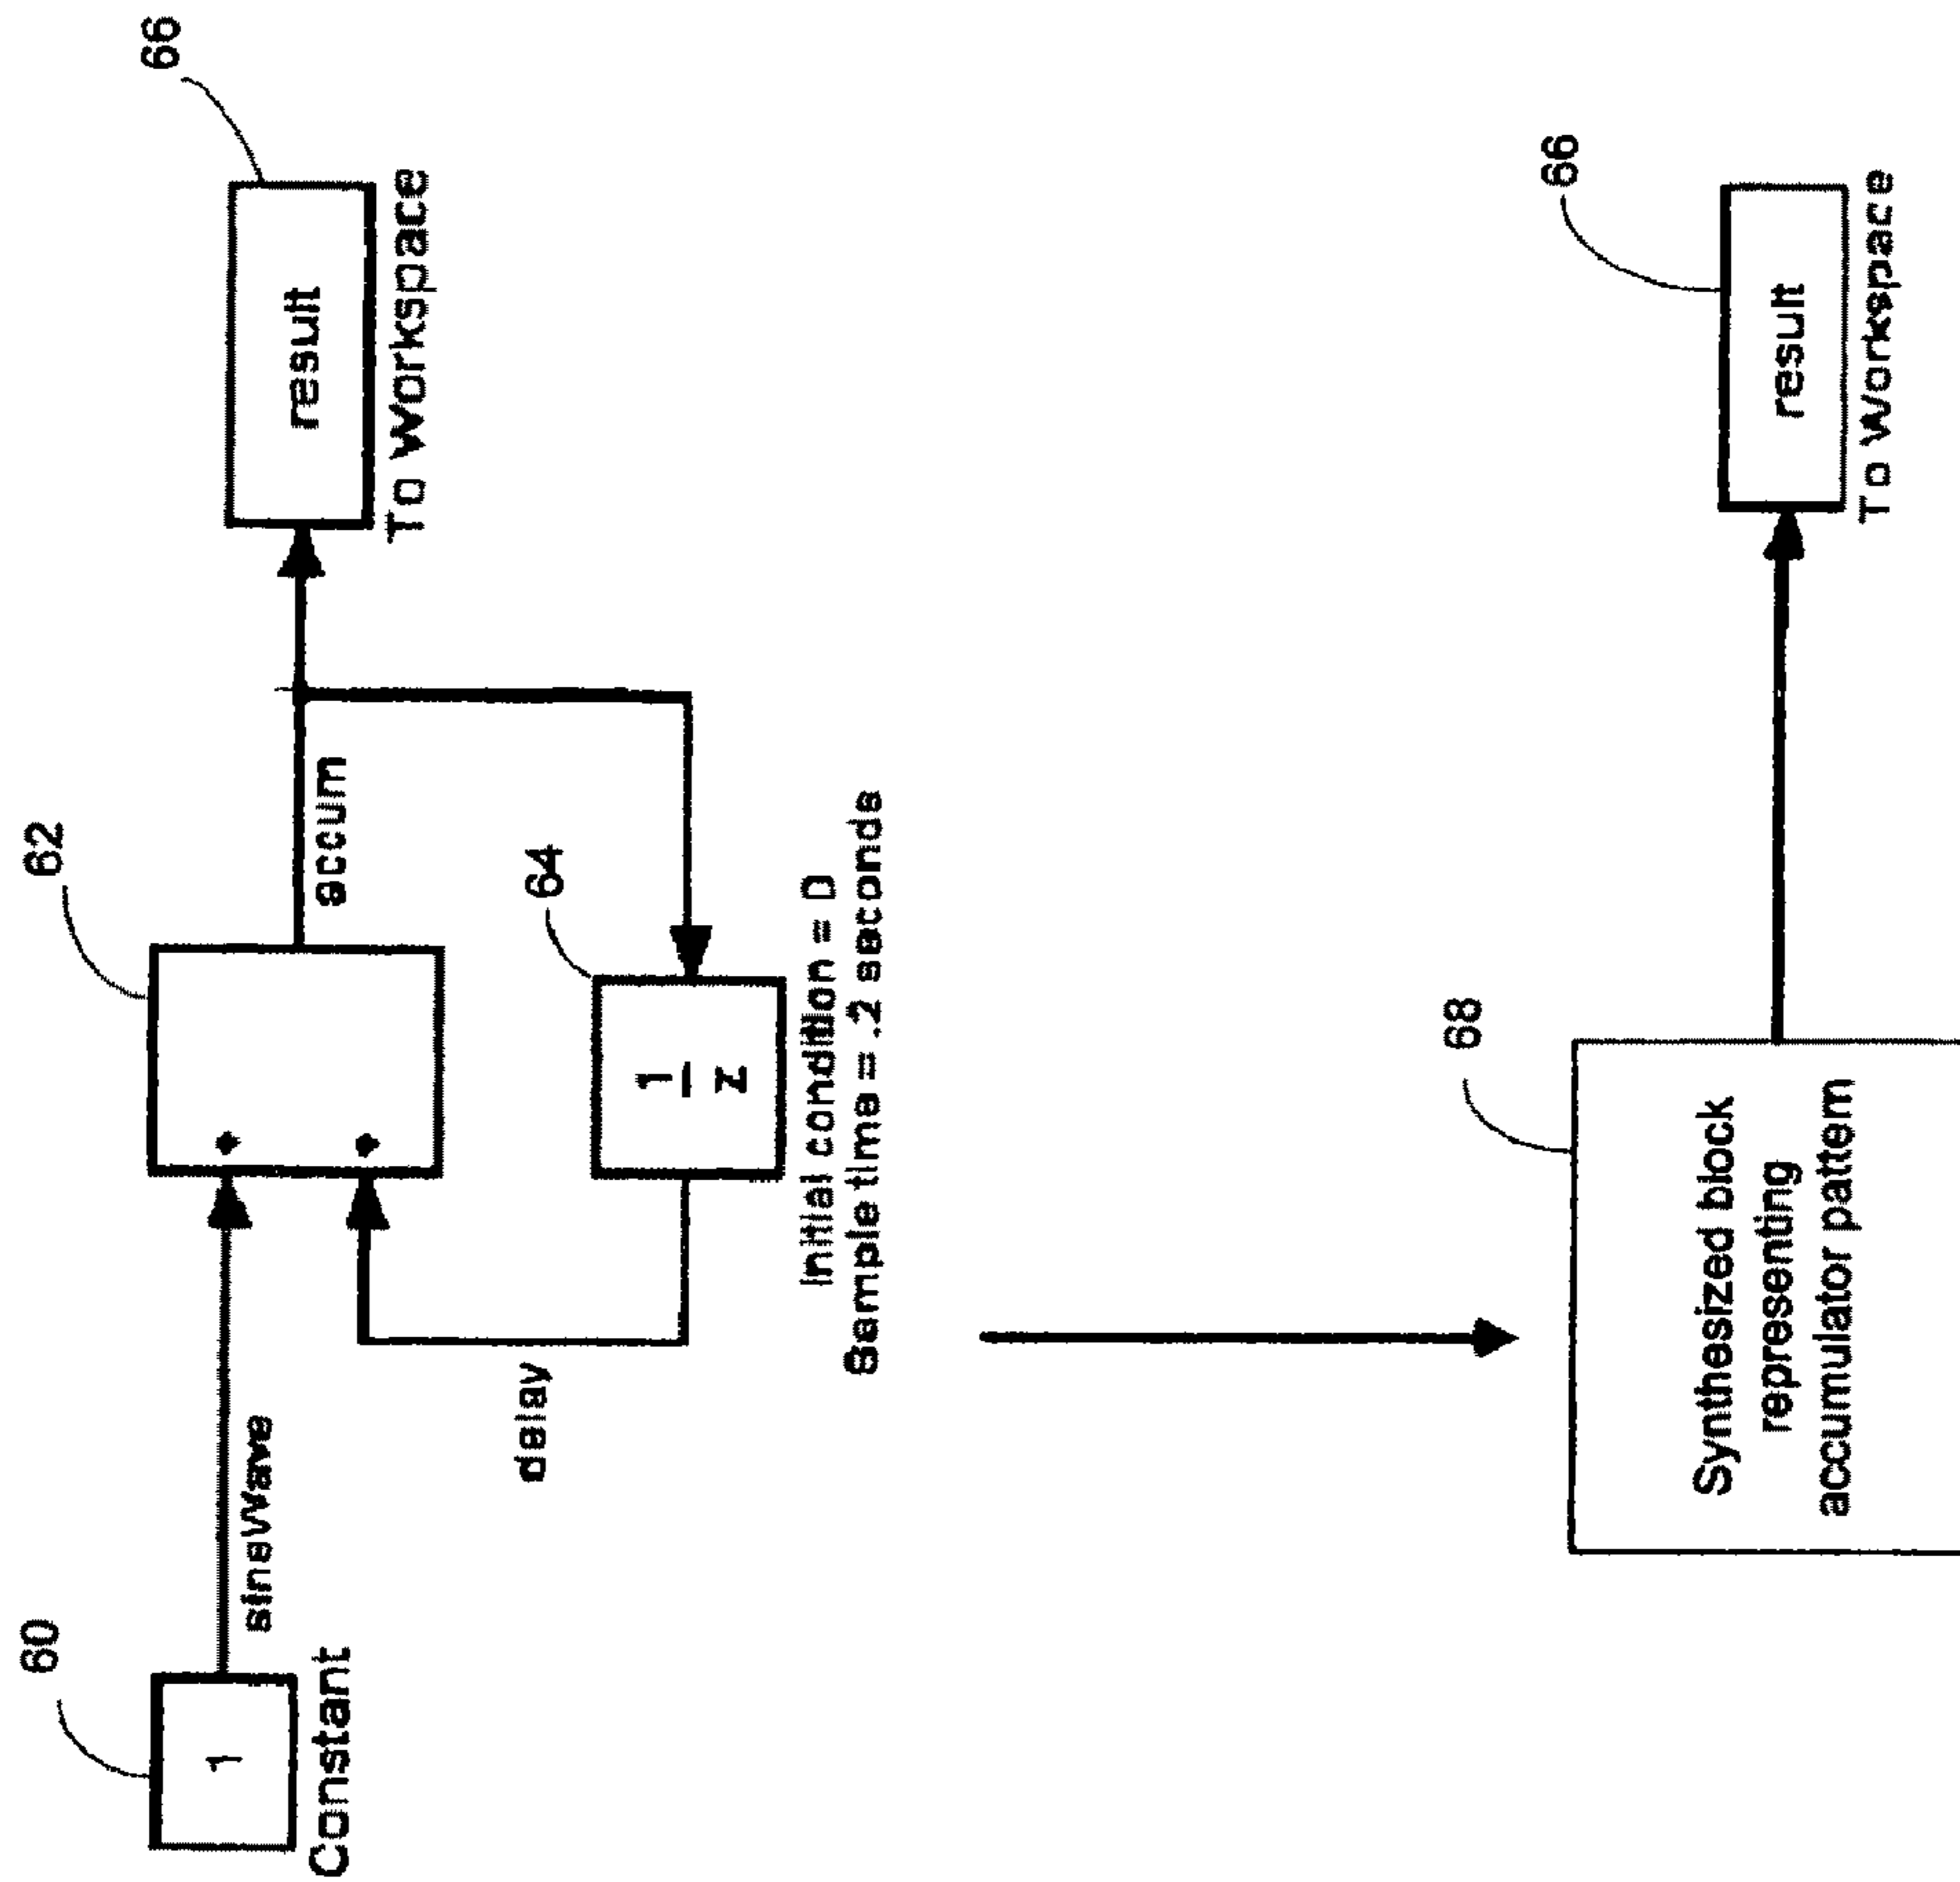 60
1
Constant
sineWave
62
accum
66
result
To Workspace
64
1
z
delay
Initial condition = 0
Sample time = .2 seconds
68
Synthesized block
representing
accumulator pattern
66
result
To Workspace